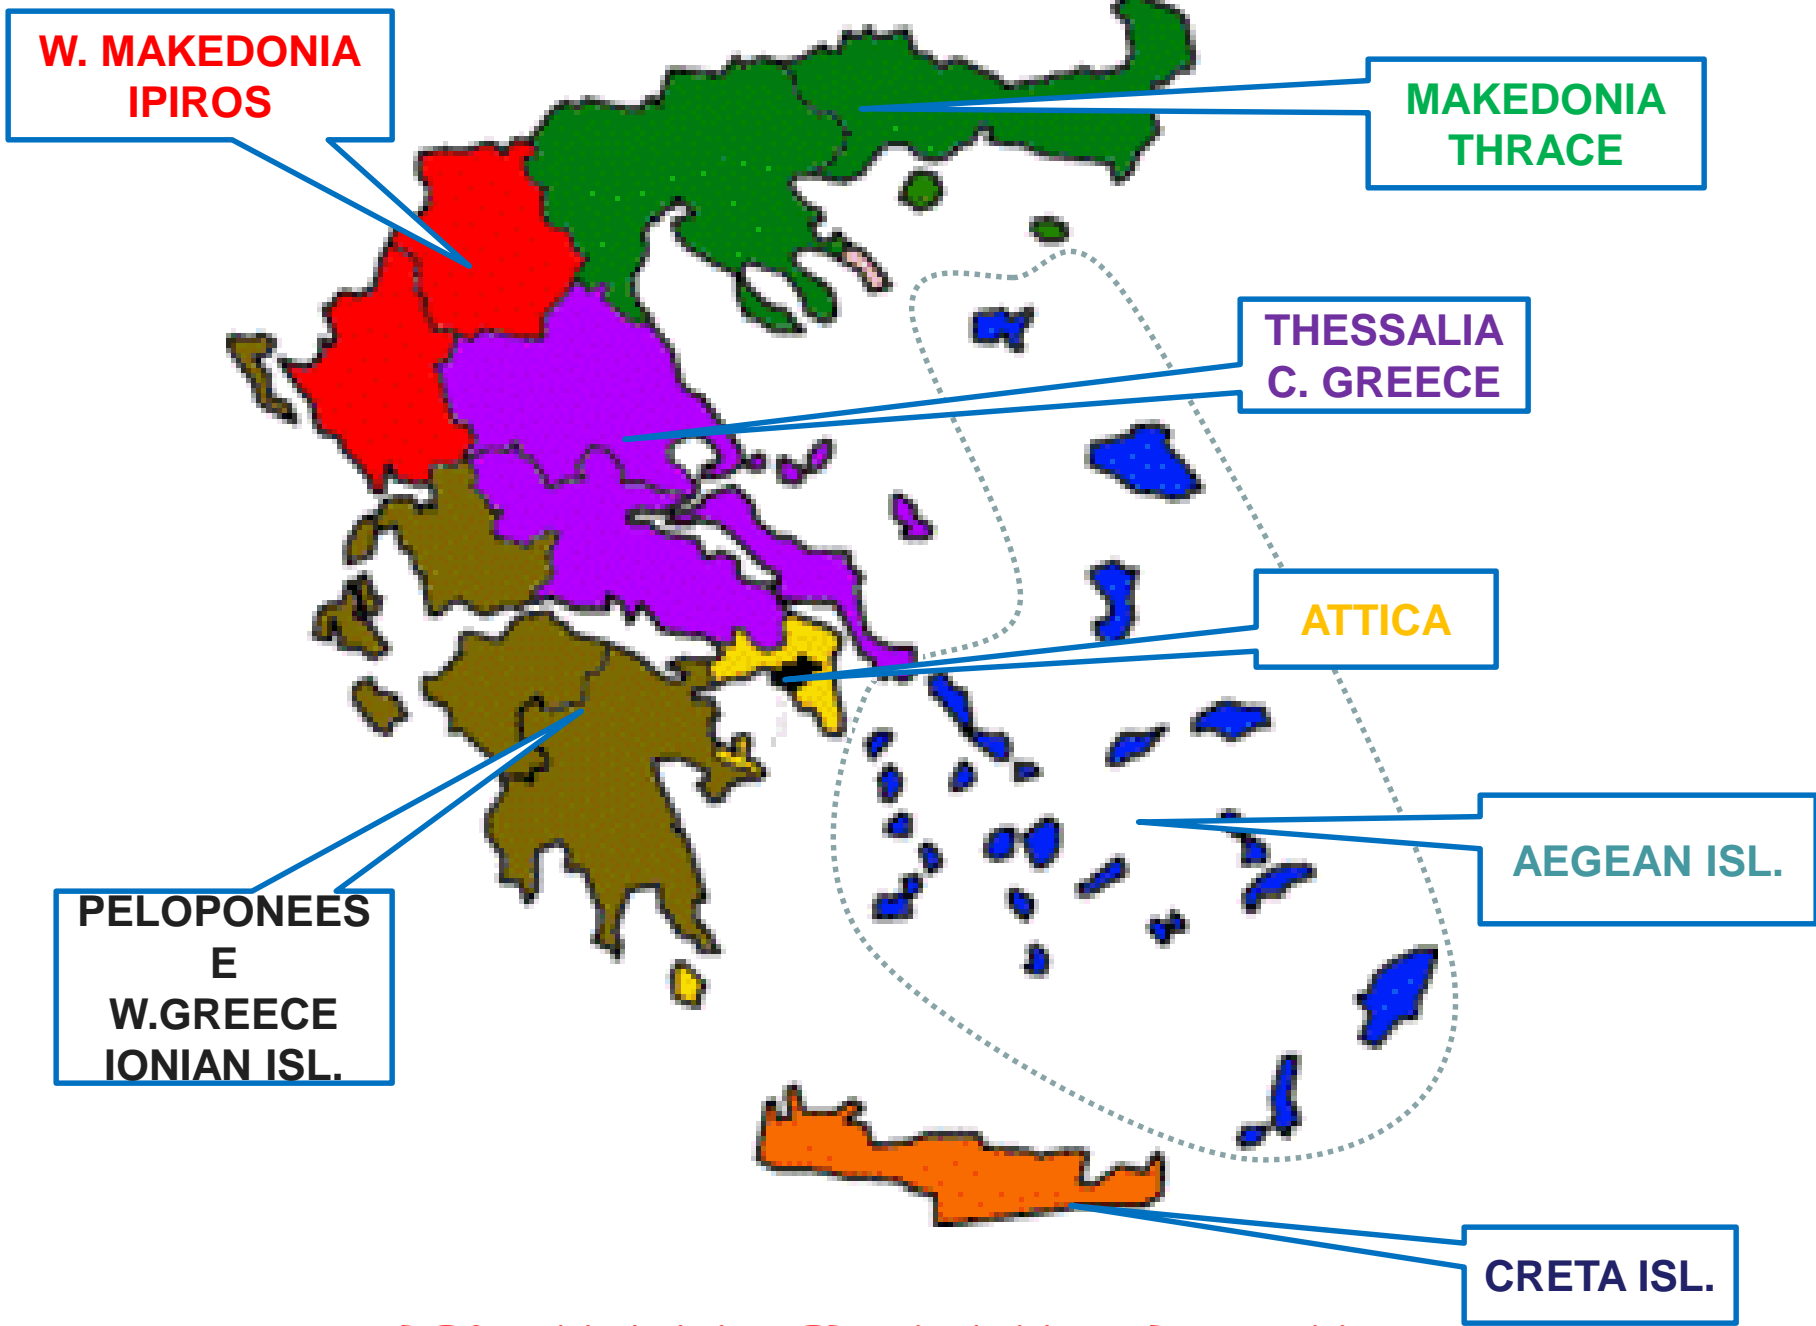 W. MAKEDONIA
IPIROS
MAKEDONIA
THRACE
THESSALIA
C. GREECE
ATTICA
AEGEAN ISL.
PELOPONEES
E
W.GREECE
IONIAN ISL.
CRETA ISL.